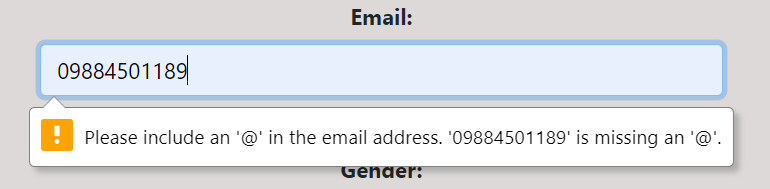 Email:
09884501189
Please include an '@' in the email address. '09884501189' is missing an '@'.
Gender: